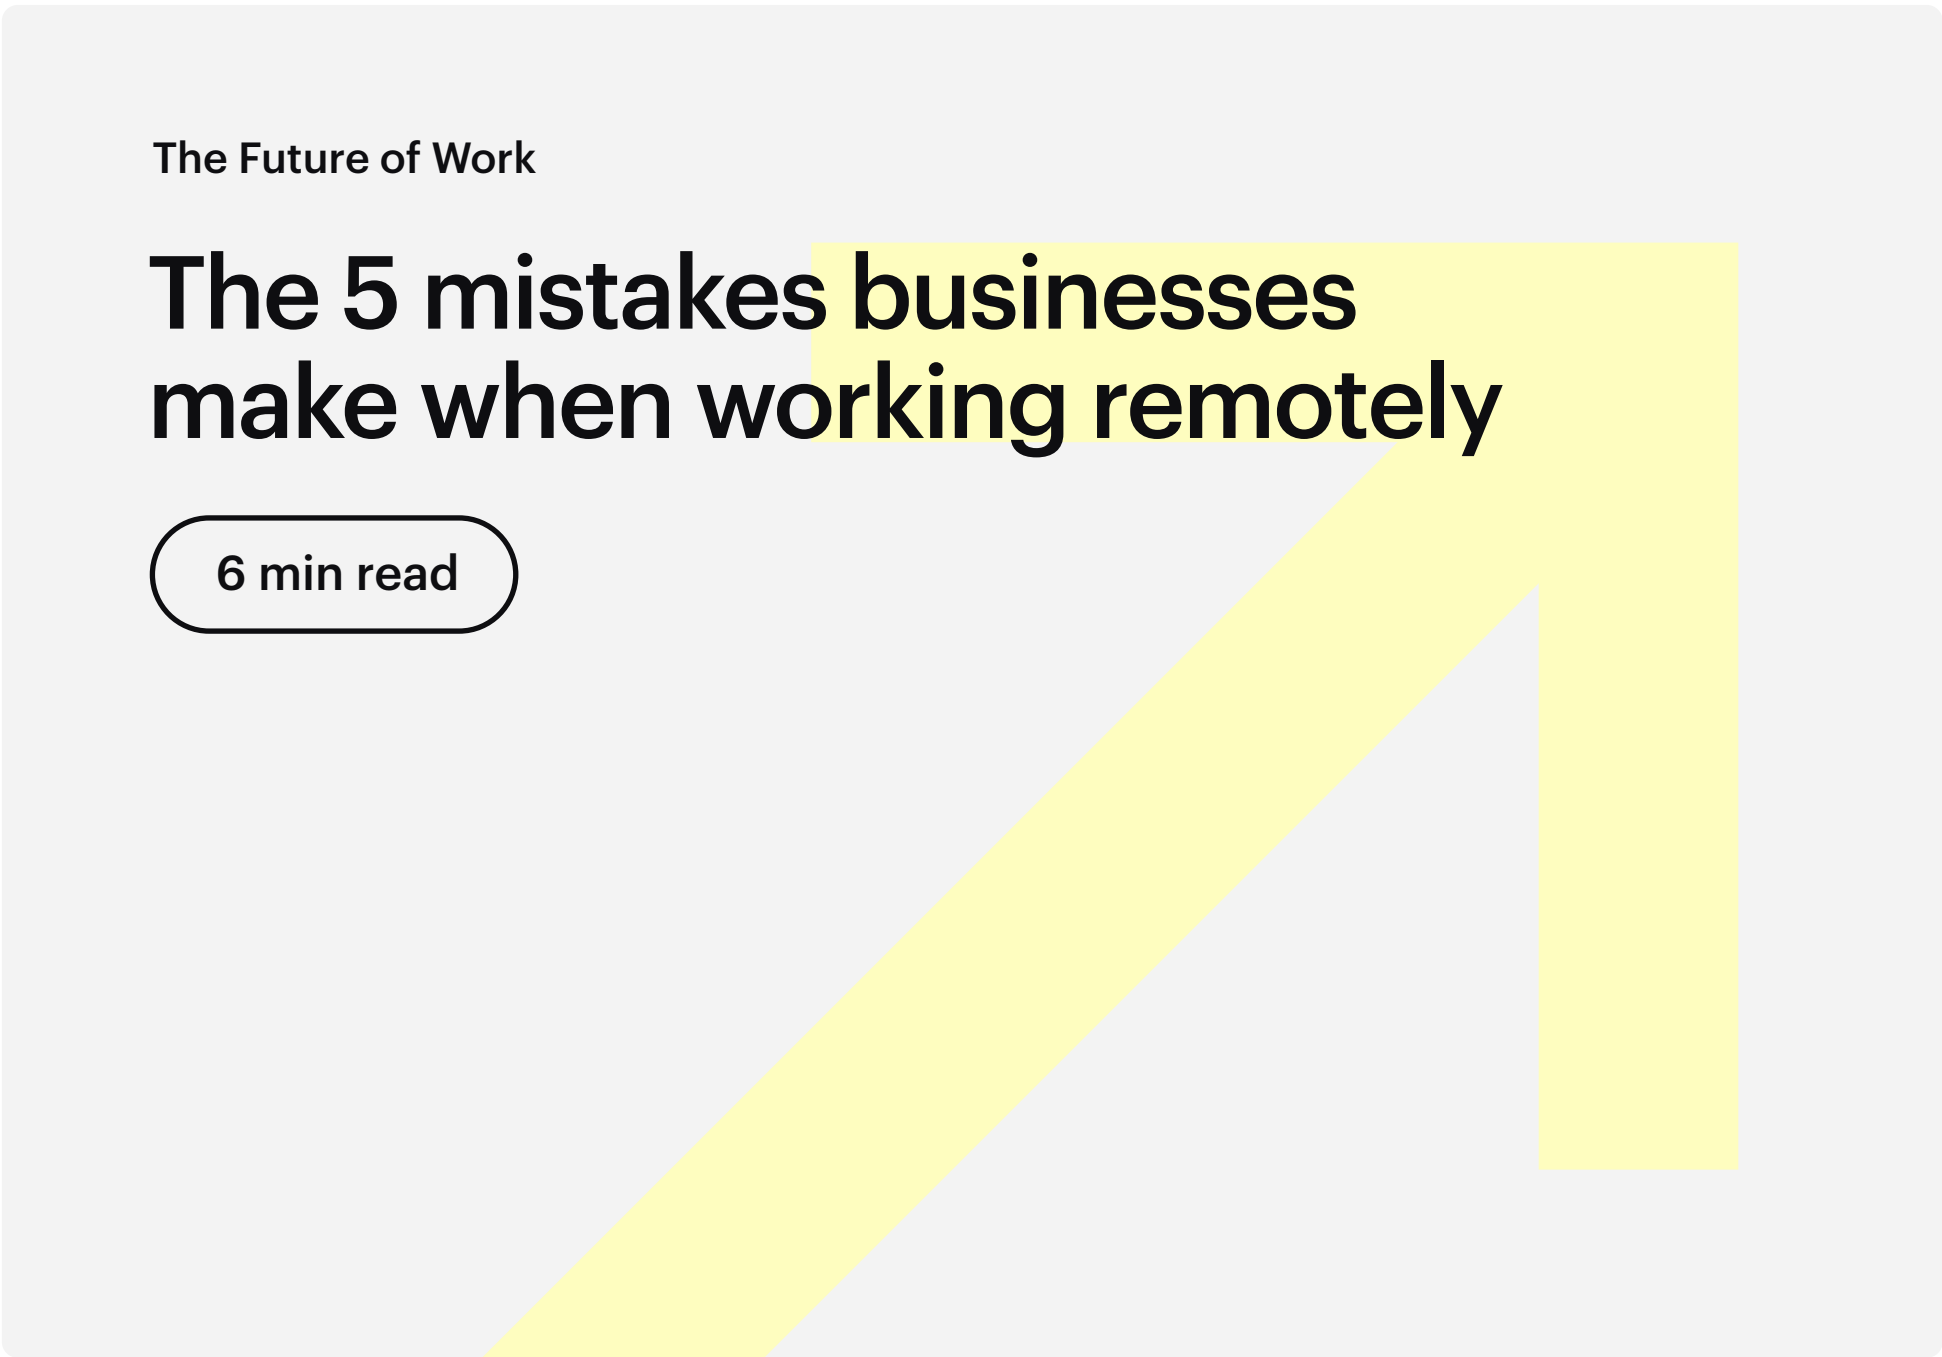 The Future of Work
The 5 mistakes businesses
make when working remotely
6 min read